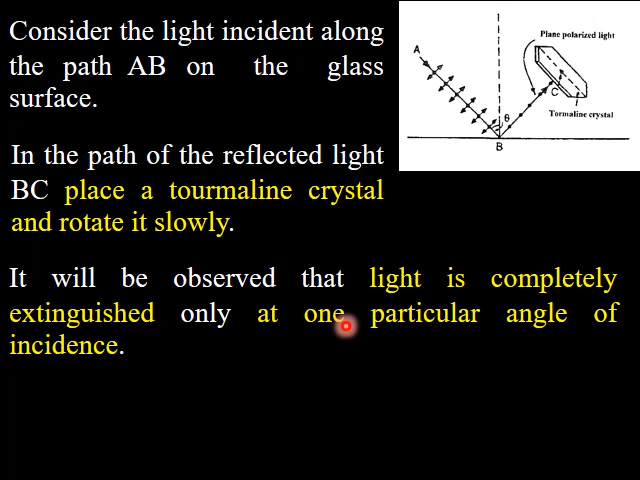 Consider the light incident along
the path AB on the glass
surface.
In the path of the reflected light
BC place a tourmaline crystal
and rotate it slowly.
It will be observed that light is completely
extinguished only at one particular angle of
incidence.
Plane polarized light
A
C
Tormaline crystal
θ
B